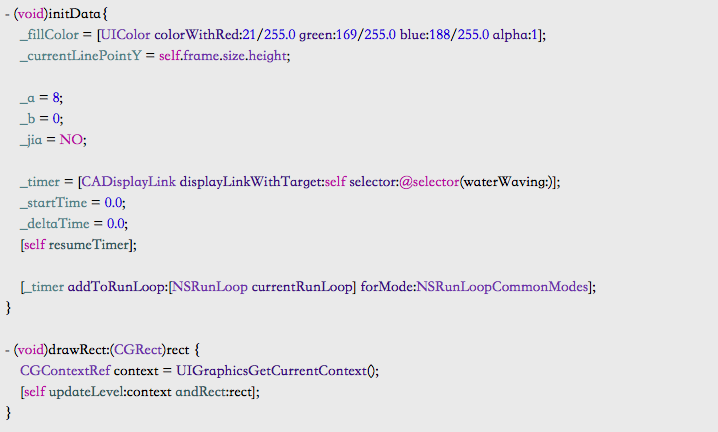 - (void)initData{
_fillColor = [UIColor colorWithRed:21/255.0 green:169/255.0 blue:188/255.0 alpha:1];
_currentLinePointY = self.frame.size.height;
_a = 8;
_b = 0;
_jia = NO;
_timer = [CADisplayLink displayLinkWithTarget:self selector:@selector(waterWaving:)];
_startTime = 0.0;
_deltaTime = 0.0;
[self resumeTimer];
[_timer addToRunLoop:[NSRunLoop currentRunLoop] forMode:NSRunLoopCommonModes];
}
- (void)drawRect:(CGRect)rect {
CGContextRef context = UIGraphicsGetCurrentContext();
[self updateLevel:context andRect:rect];
}